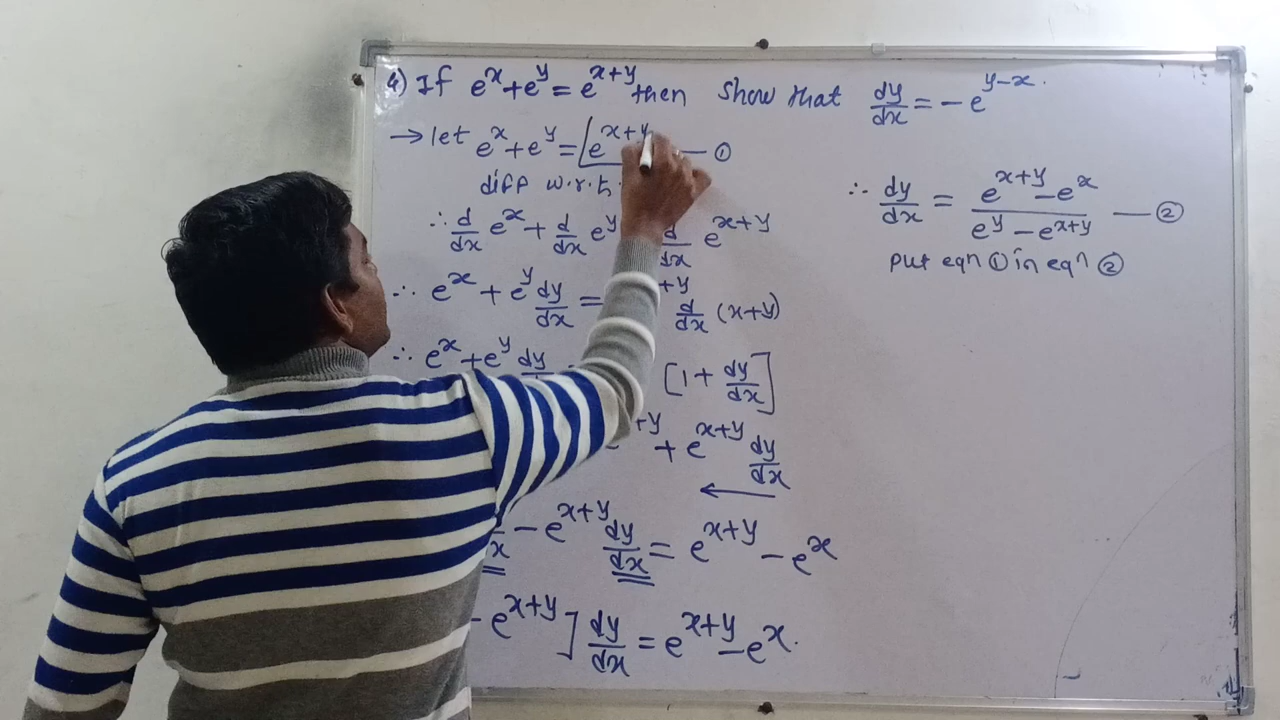 4) If e^x + e^y = e^{x+y} then show that dy/dx = -e^{y-x}.
→ let e^x + e^y = e^{x+y} — ①
diff w.r.t.
∴ d/dx e^x + d/dx e^y d/dx e^{x+y}
∴ e^x + e^y dy/dx = +y d/dx (x+y)
∴ e^x + e^y dy/dx [1 + dy/dx]
+y + e^{x+y} dy/dx
←
- e^{x+y} dy/dx = e^{x+y} - e^x
e^{x+y}] dy/dx = e^{x+y} - e^x.
∴ dy/dx = (e^{x+y} - e^x)/(e^y - e^{x+y}) — ②
put eqn ① in eqn ②